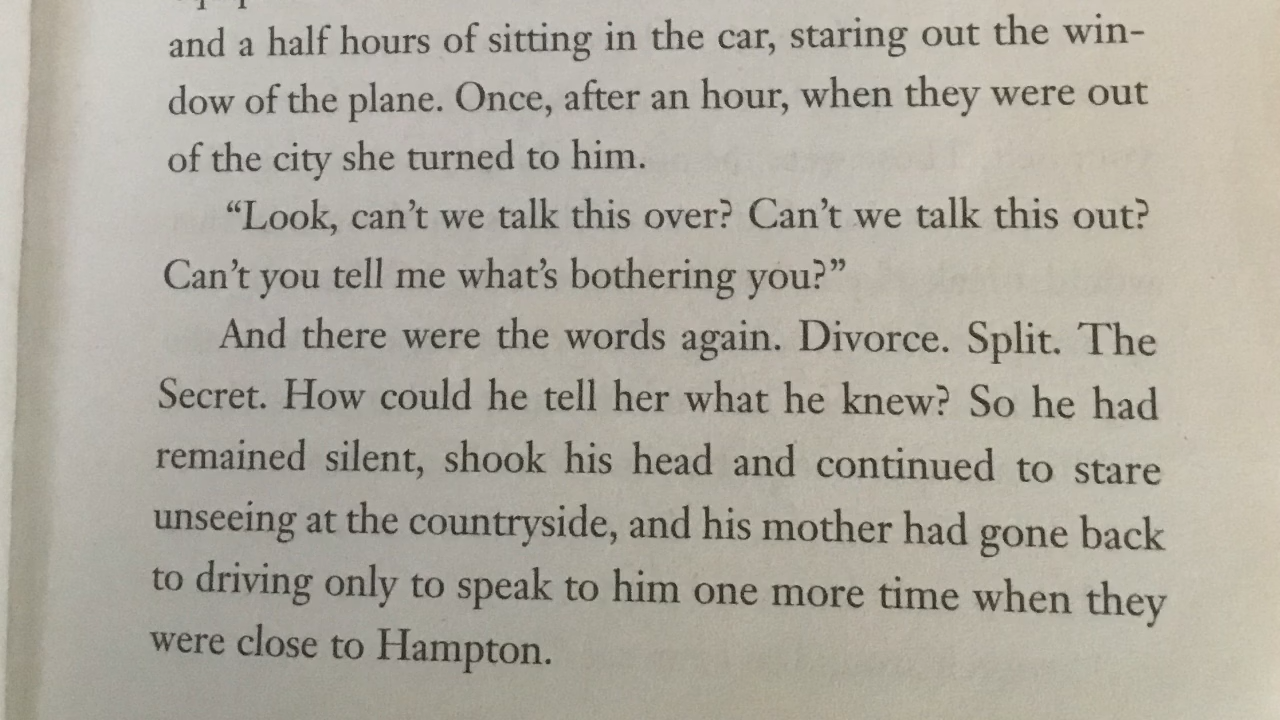 and a half hours of sitting in the car, staring out the win-
dow of the plane. Once, after an hour, when they were out
of the city she turned to him.
“Look, can’t we talk this over? Can’t we talk this out?
Can’t you tell me what’s bothering you?”
And there were the words again. Divorce. Split. The
Secret. How could he tell her what he knew? So he had
remained silent, shook his head and continued to stare
unseeing at the countryside, and his mother had gone back
to driving only to speak to him one more time when they
were close to Hampton.